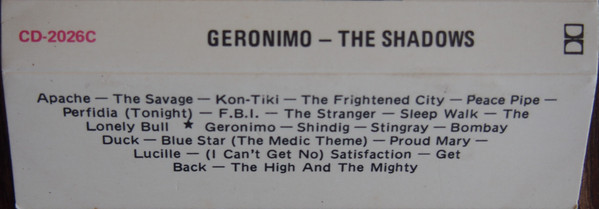 CD-2026C
GERONIMO – THE SHADOWS
Apache — The Savage — Kon-Tiki — The Frightened City — Peace Pipe —
Perfidia (Tonight) — F.B.I. — The Stranger — Sleep Walk — The
Lonely Bull ★ Geronimo — Shindig — Stingray — Bombay
Duck — Blue Star (The Medic Theme) — Proud Mary —
Lucille — (I Can't Get No) Satisfaction — Get
Back — The High And The Mighty